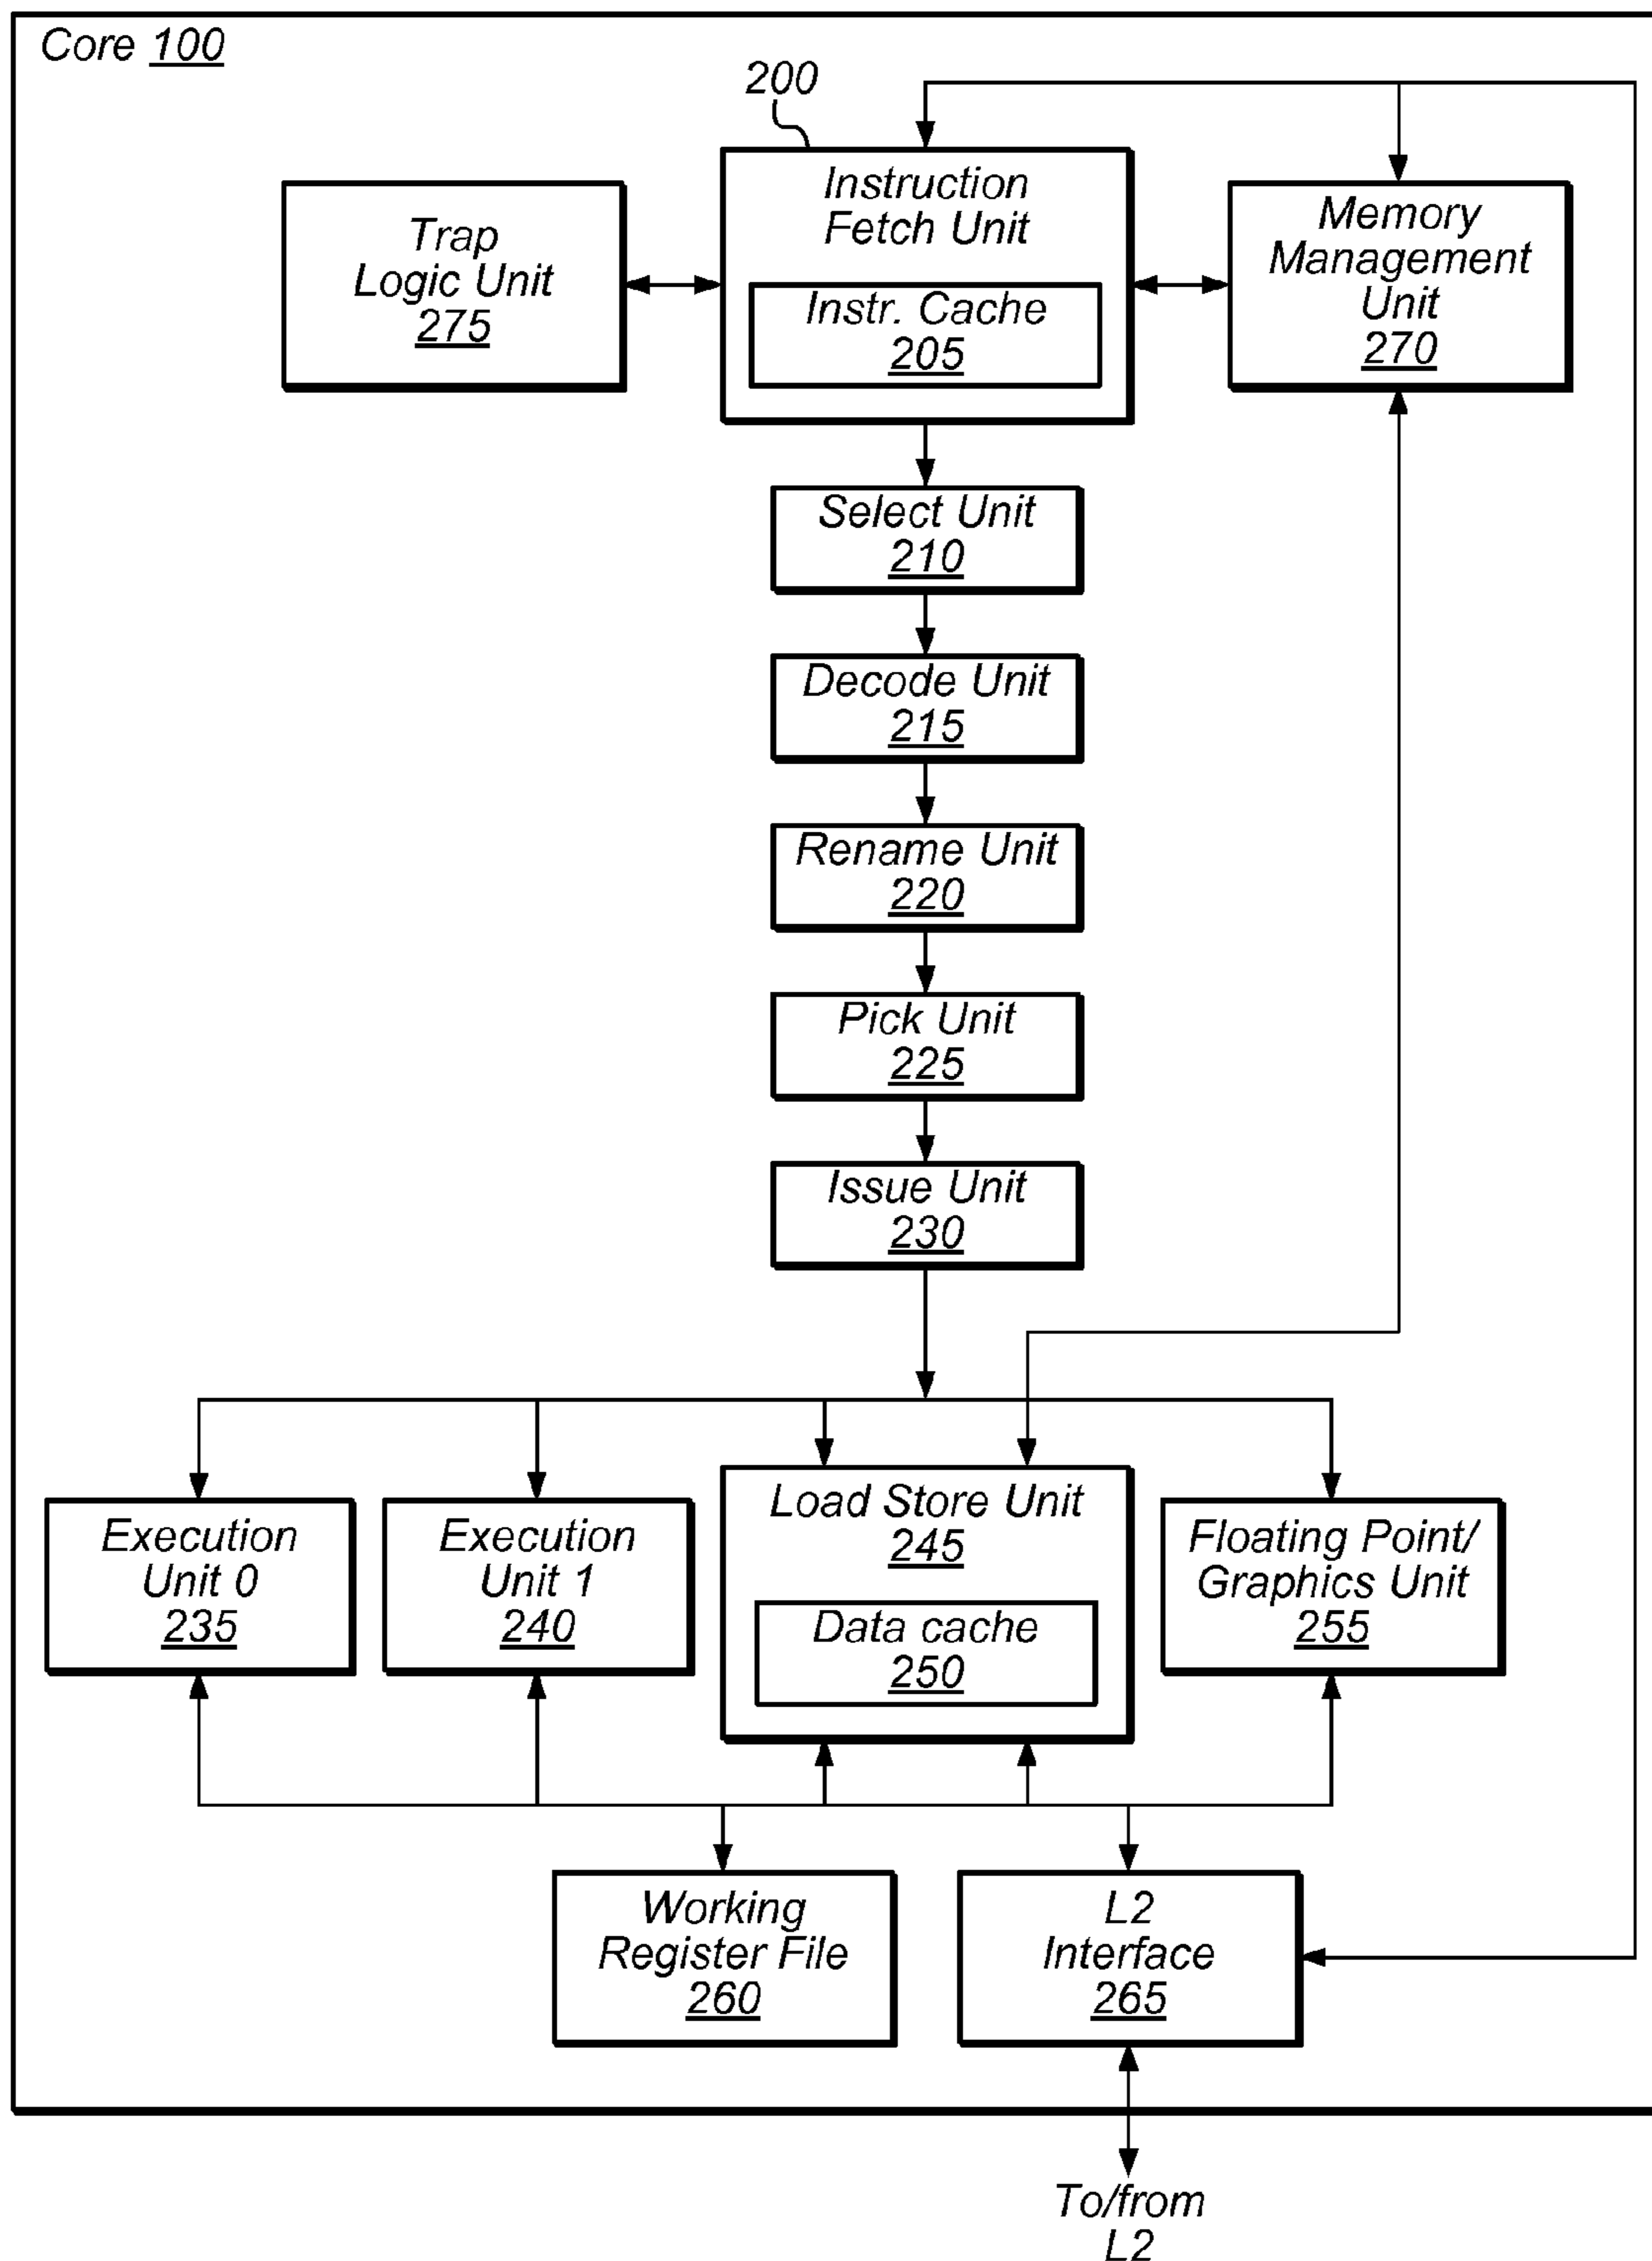 Core 100
200
Instruction
Fetch Unit
Instr. Cache
205
Trap
Logic Unit
275
Memory
Management
Unit
270
Select Unit
210
Decode Unit
215
Rename Unit
220
Pick Unit
225
Issue Unit
230
Execution
Unit 0
235
Execution
Unit 1
240
Load Store Unit
245
Data cache
250
Floating Point/
Graphics Unit
255
Working
Register File
260
L2
Interface
265
To/from
L2